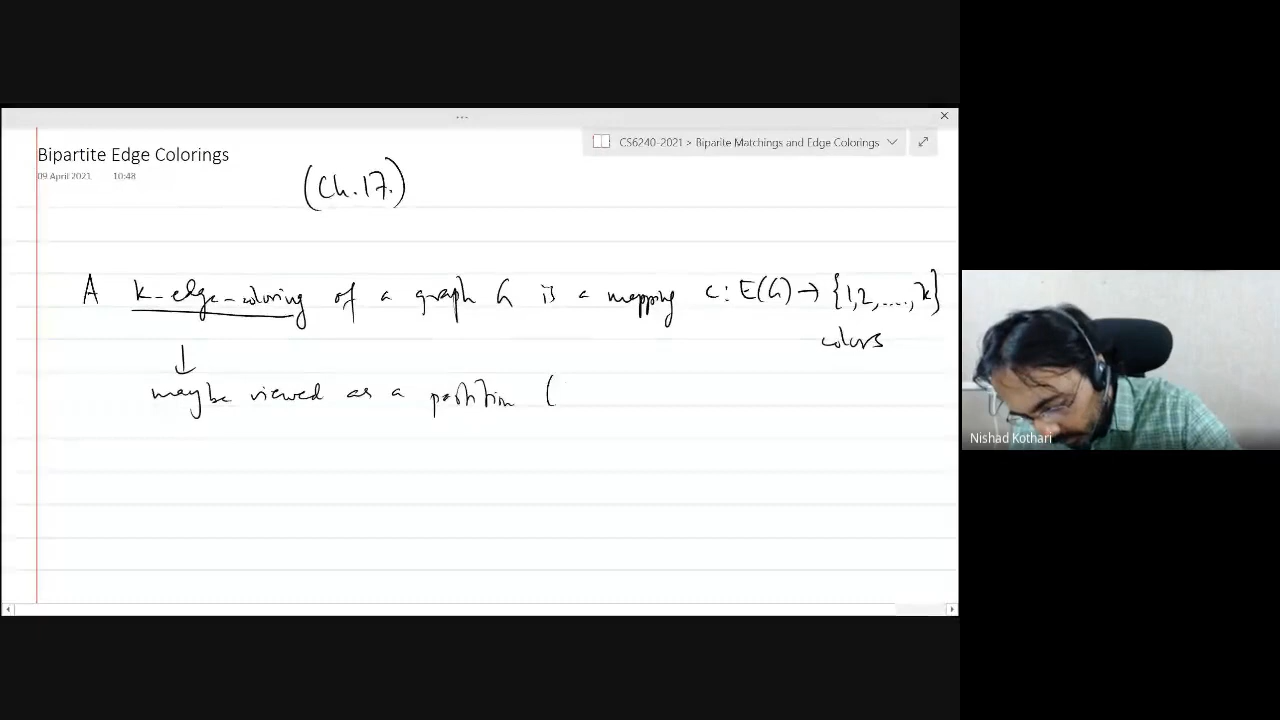 CS6240-2021 > Biparite Matchings and Edge Colorings
Bipartite Edge Colorings
09 April 2021 10:48
(Ch.17.)
A k-edge-coloring of a graph G is a mapping c: E(G) → {1,2,....,k}
colors
↓
maybe viewed as a partition (
Nishad Kothari